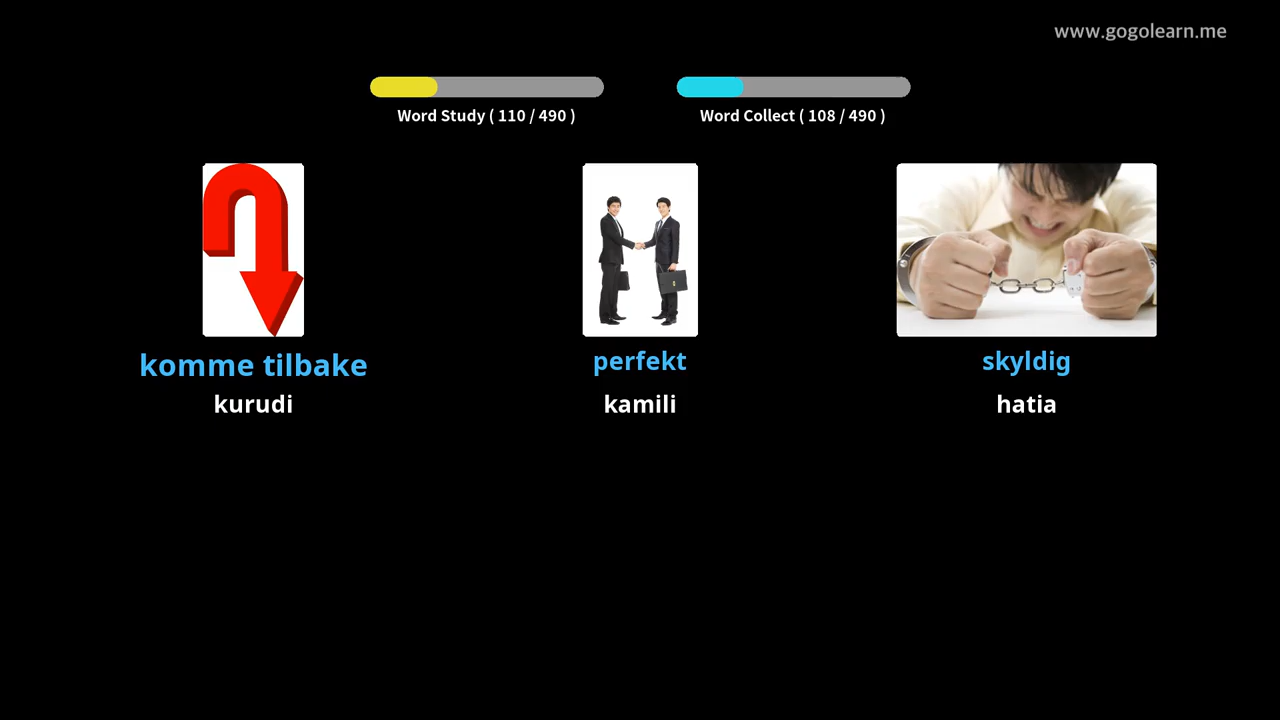 www.gogolearn.me
Word Study ( 110 / 490 )
Word Collect ( 108 / 490 )
komme tilbake
perfekt
skyldig
kurudi
kamili
hatia